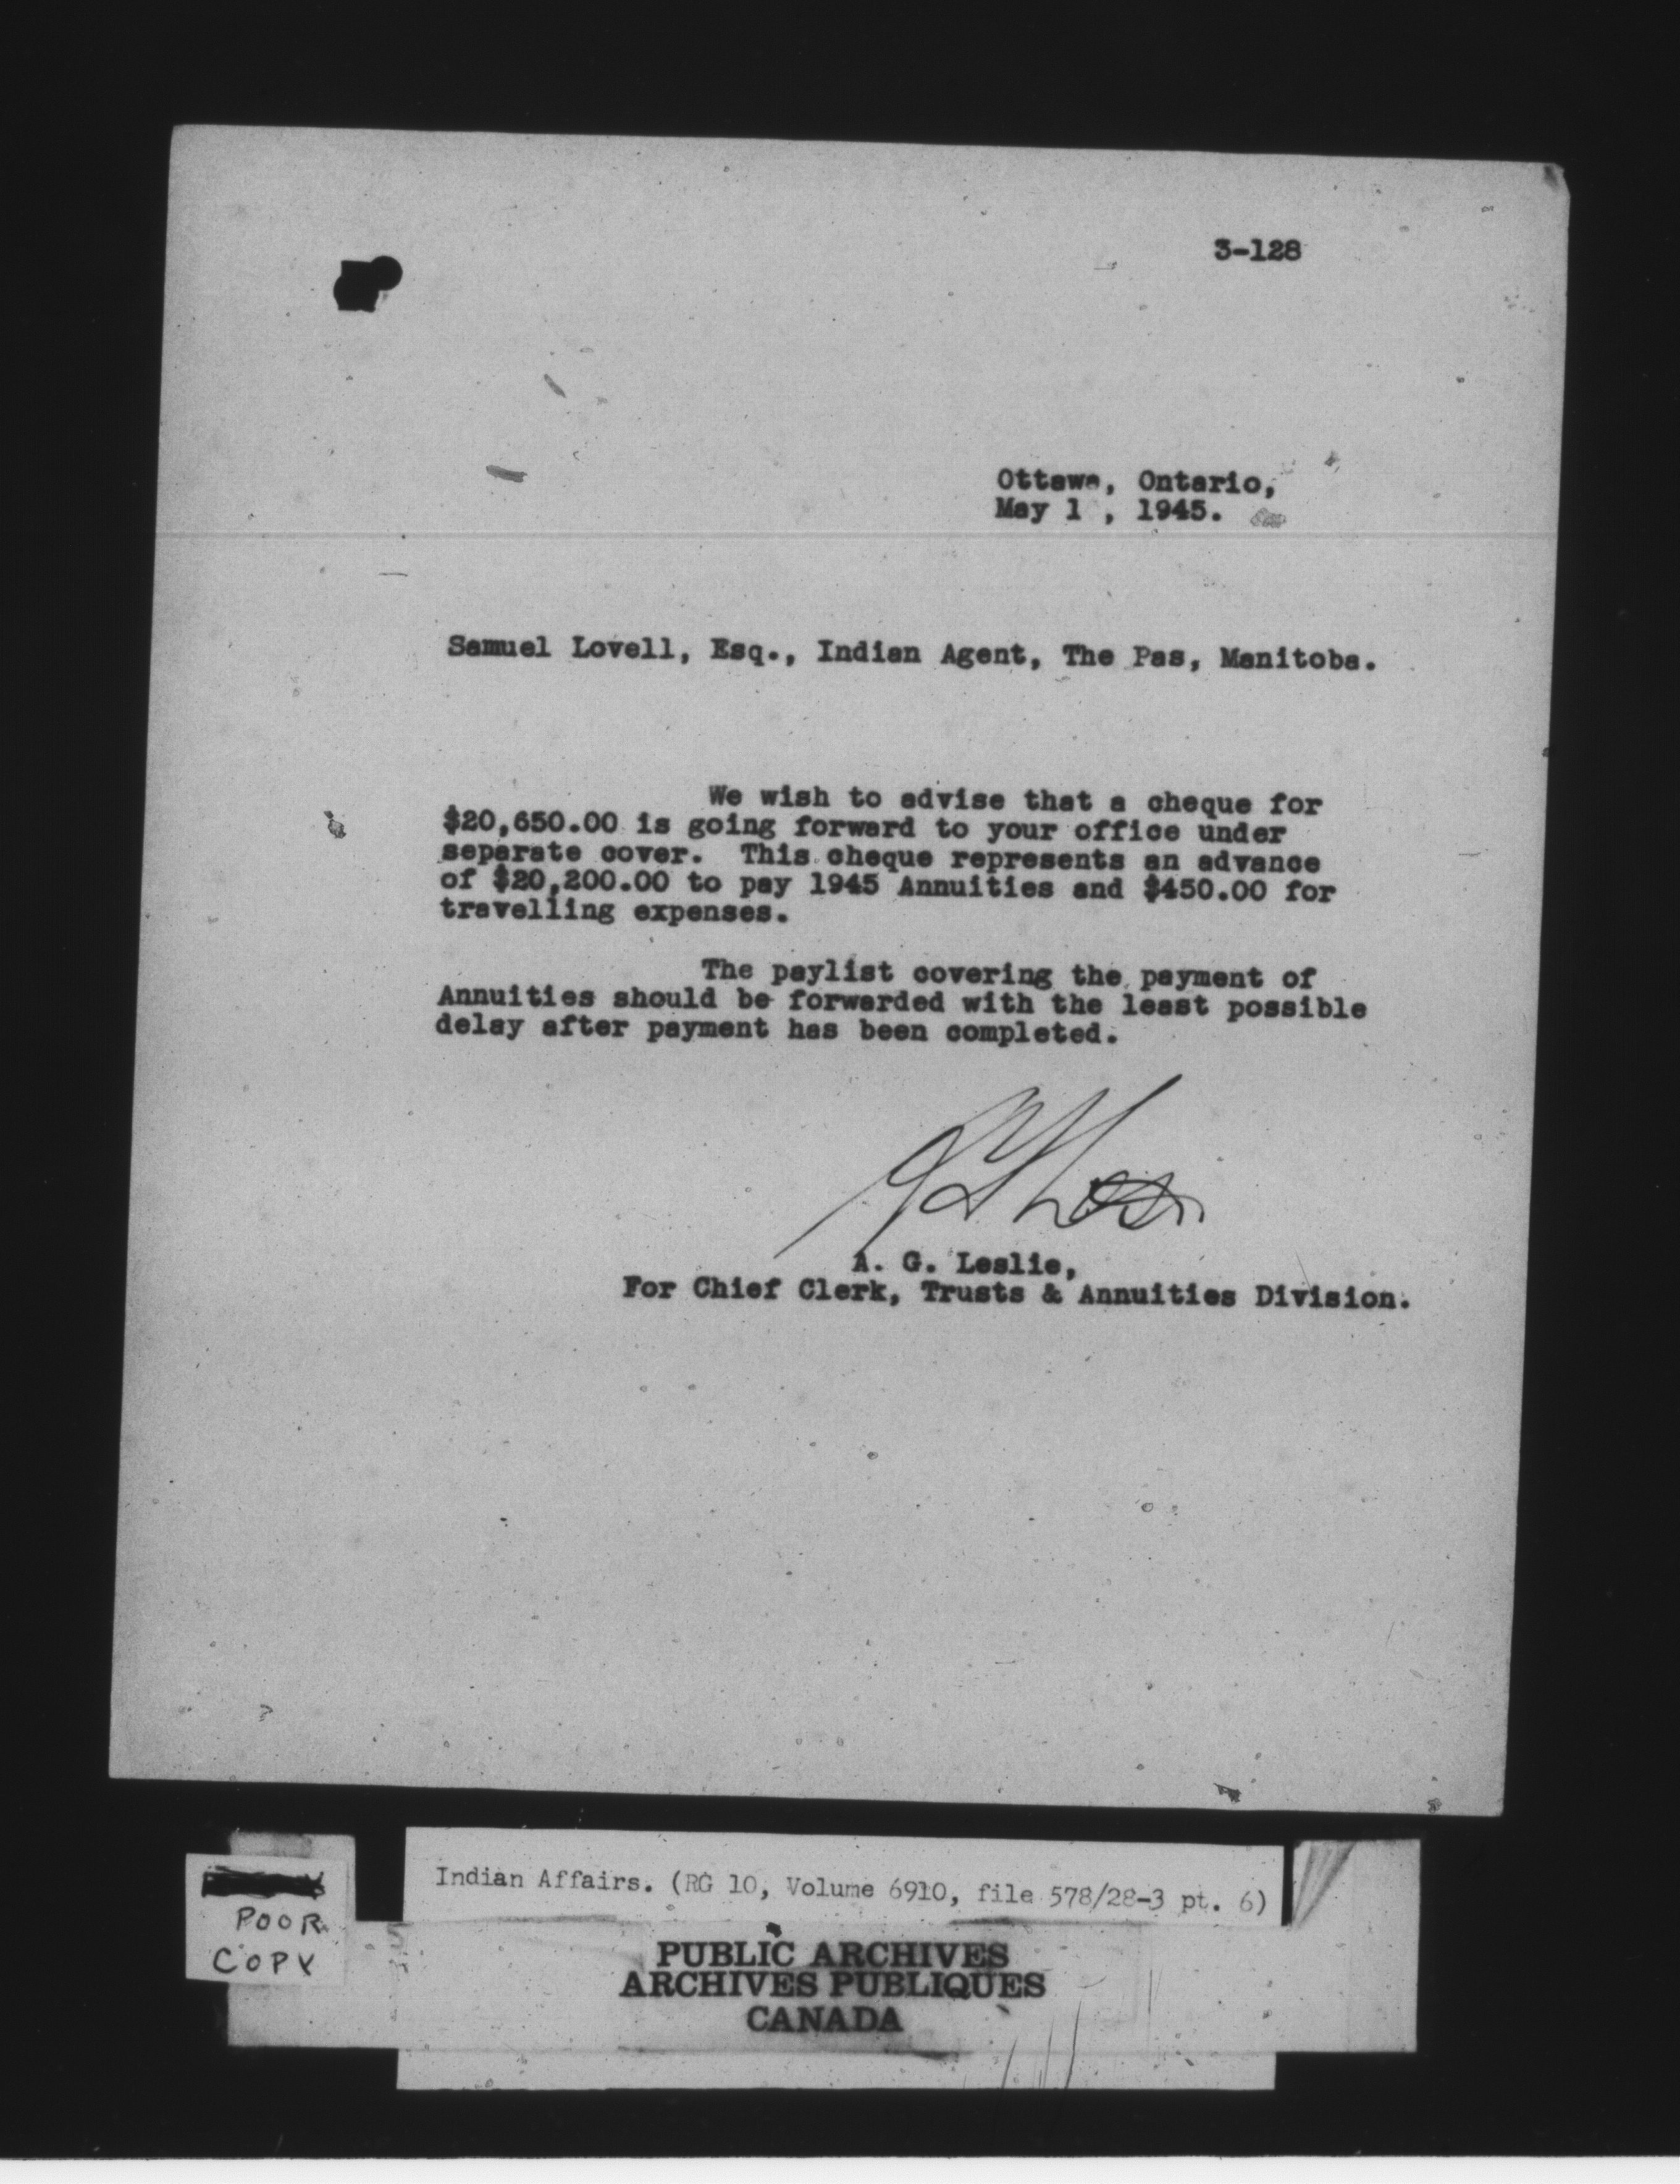 3-128
Ottawa, Ontario,
May 1 , 1945.
Samuel Lovell, Esq., Indian Agent, The Pas, Manitoba.
We wish to advise that a cheque for
$20,650.00 is going forward to your office under
separate cover. This cheque represents an advance
of $20,200.00 to pay 1945 Annuities and $450.00 for
travelling expenses.
The paylist covering the payment of
Annuities should be forwarded with the least possible
delay after payment has been completed.
A. G. Leslie,
For Chief Clerk, Trusts & Annuities Division.
Indian Affairs. (RG 10, Volume 6910, file 578/28-3 pt. 6)
POOR
COPY
PUBLIC ARCHIVES
ARCHIVES PUBLIQUES
CANADA